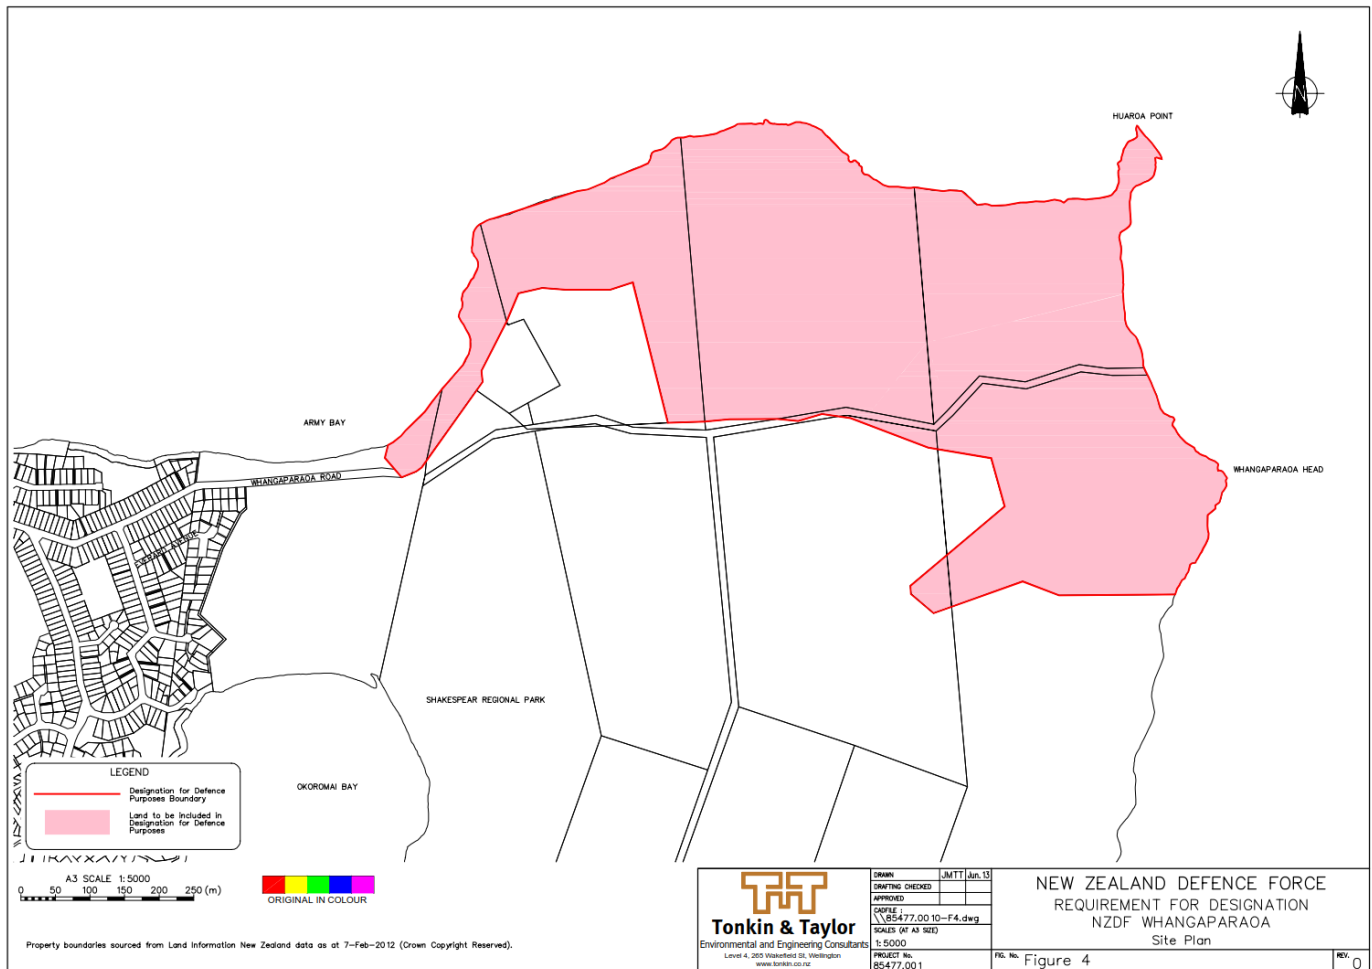 HUAROA POINT
N
ARMY BAY
WHANGAPARAOA ROAD
WHANGAPARAOA HEAD
EVERARD AVENUE
SHAKESPEAR REGIONAL PARK
OKOROMAI BAY
LEGEND
Designation for Defence
Purposes Boundary
Land to be included in
Designation for Defence
Purposes
A3 SCALE 1:5000
0 50 100 150 200 250 (m)
ORIGINAL IN COLOUR
Property boundaries sourced from Land Information New Zealand data as at 7-Feb-2012 (Crown Copyright Reserved).
T+T
Tonkin & Taylor
Environmental and Engineering Consultants
Level 4, 265 Wakefield St, Wellington
www.tonkin.co.nz
DRAWN JMTT Jun.13
DRAFTING CHECKED
APPROVED
CADFILE :
\\85477.0010-F4.dwg
SCALES (AT A3 SIZE)
1: 5000
PROJECT No.
85477.001
NEW ZEALAND DEFENCE FORCE
REQUIREMENT FOR DESIGNATION
NZDF WHANGAPARAOA
Site Plan
FIG. No. Figure 4
REV. 0